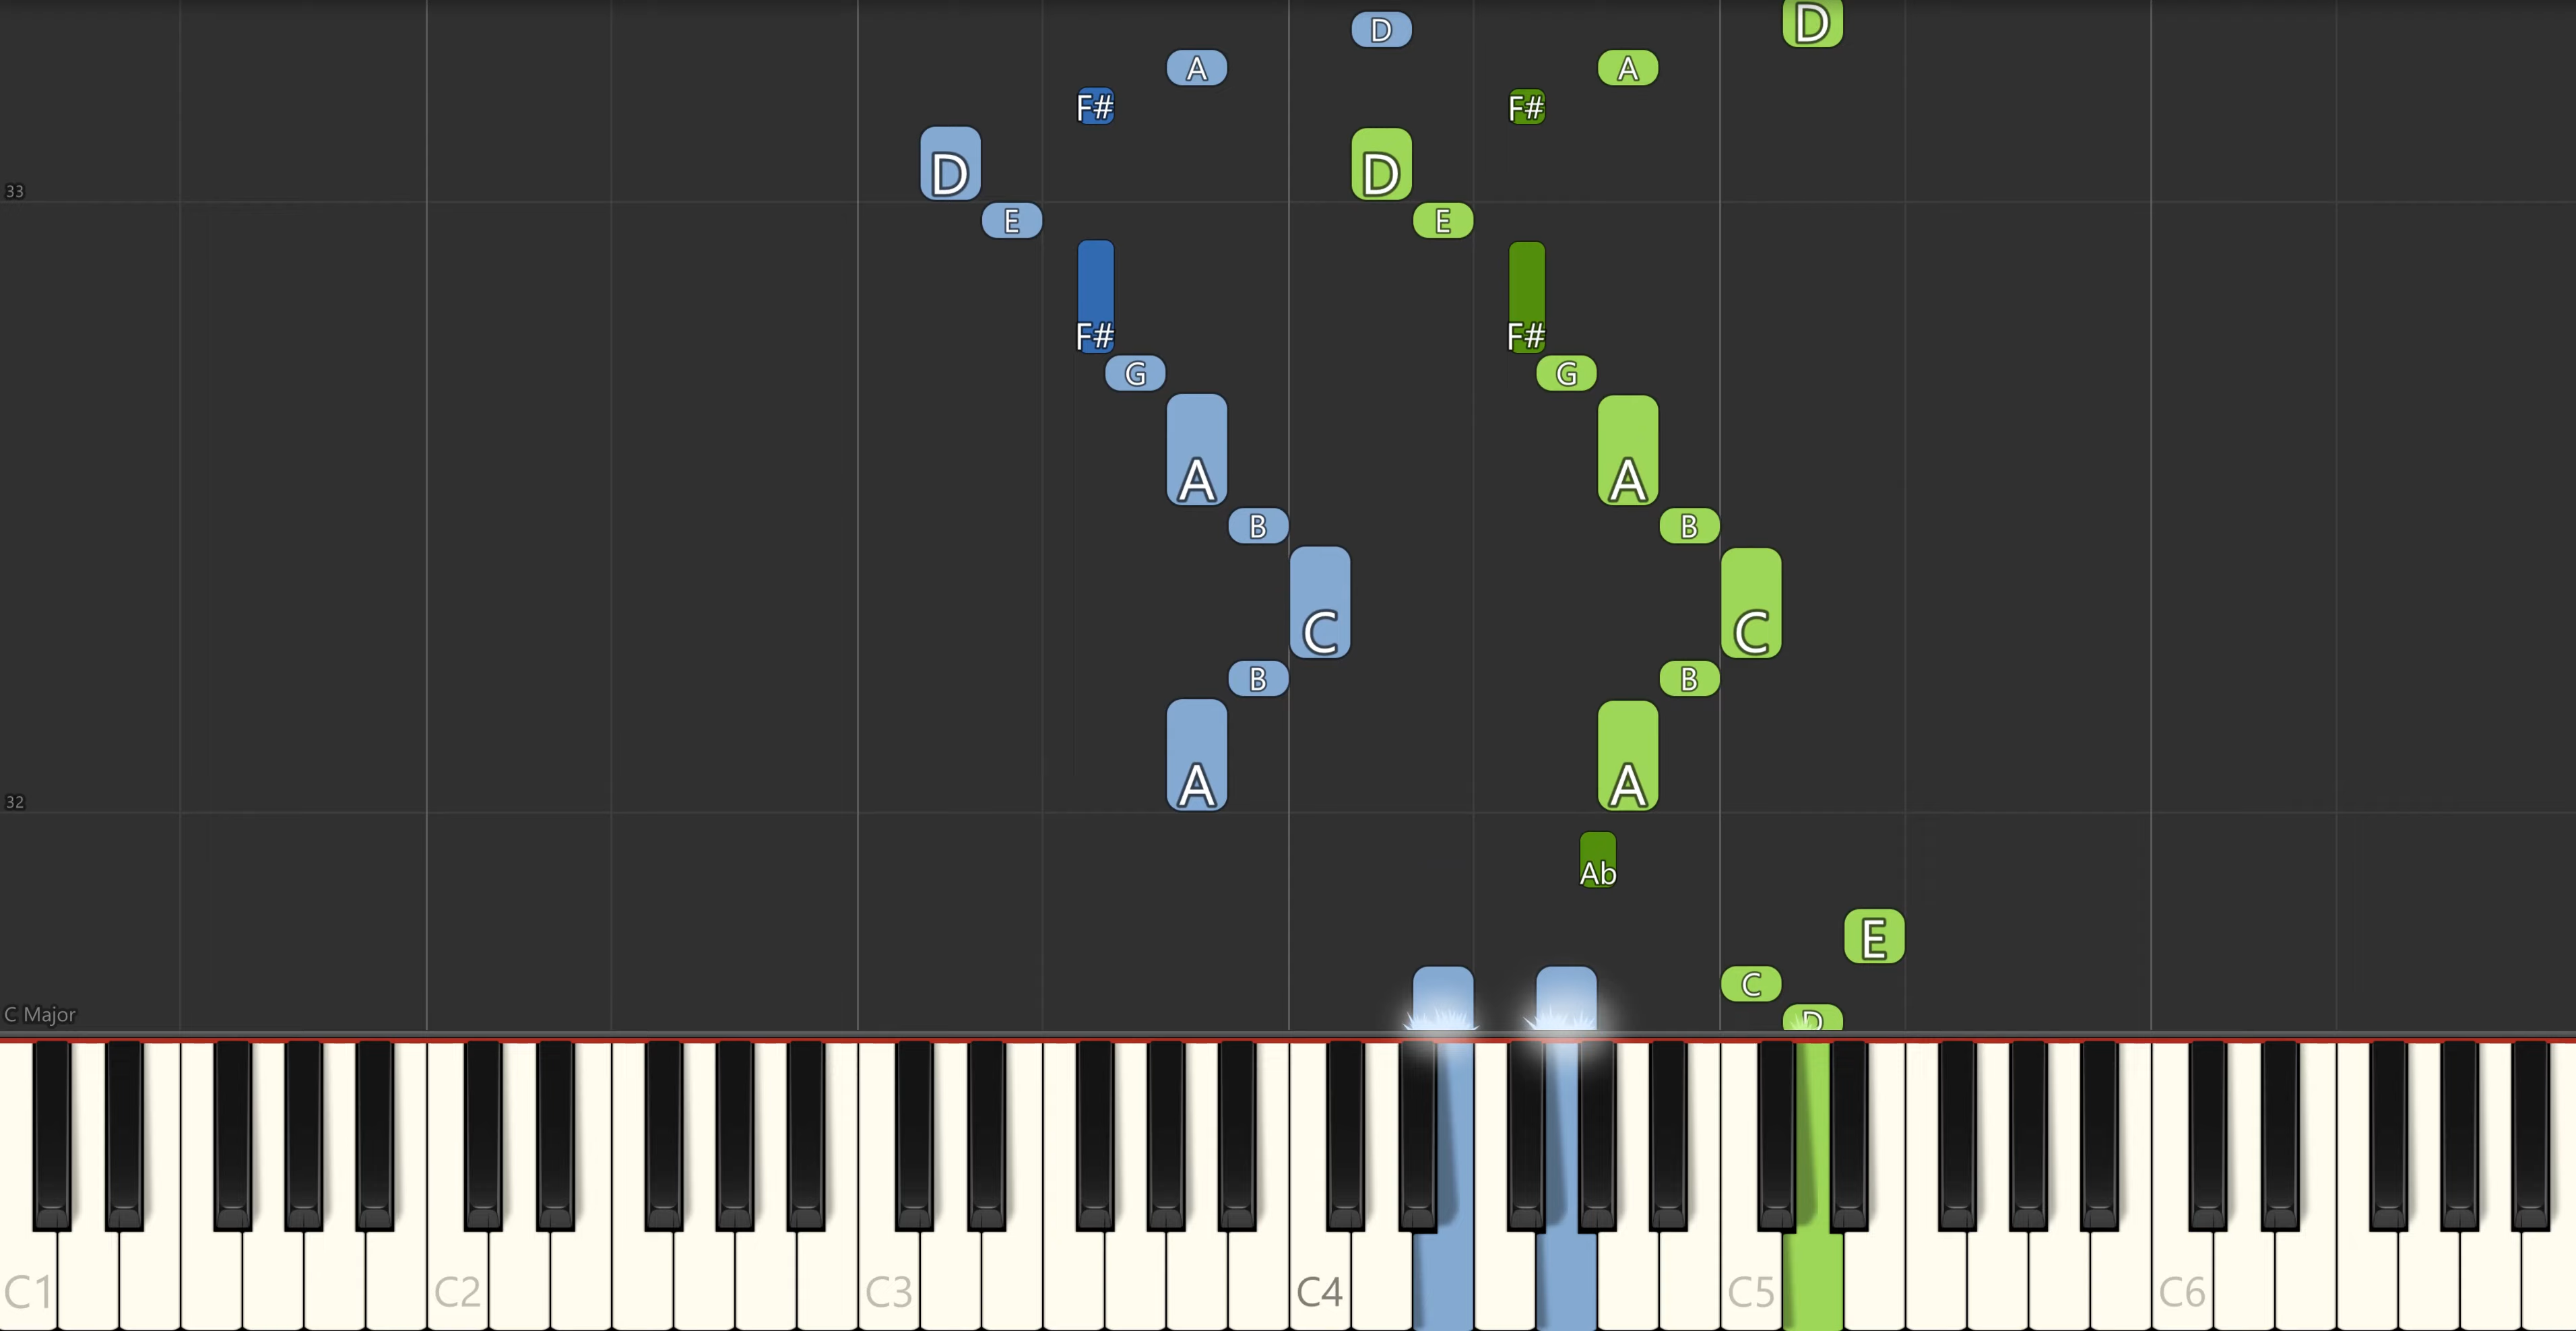 D D
A A
F# F#
D D
33
E E
F# F#
G G
A A
B B
C C
B B
A A
32
Ab
E
C
C Major D
C1 C2 C3 C4 C5 C6